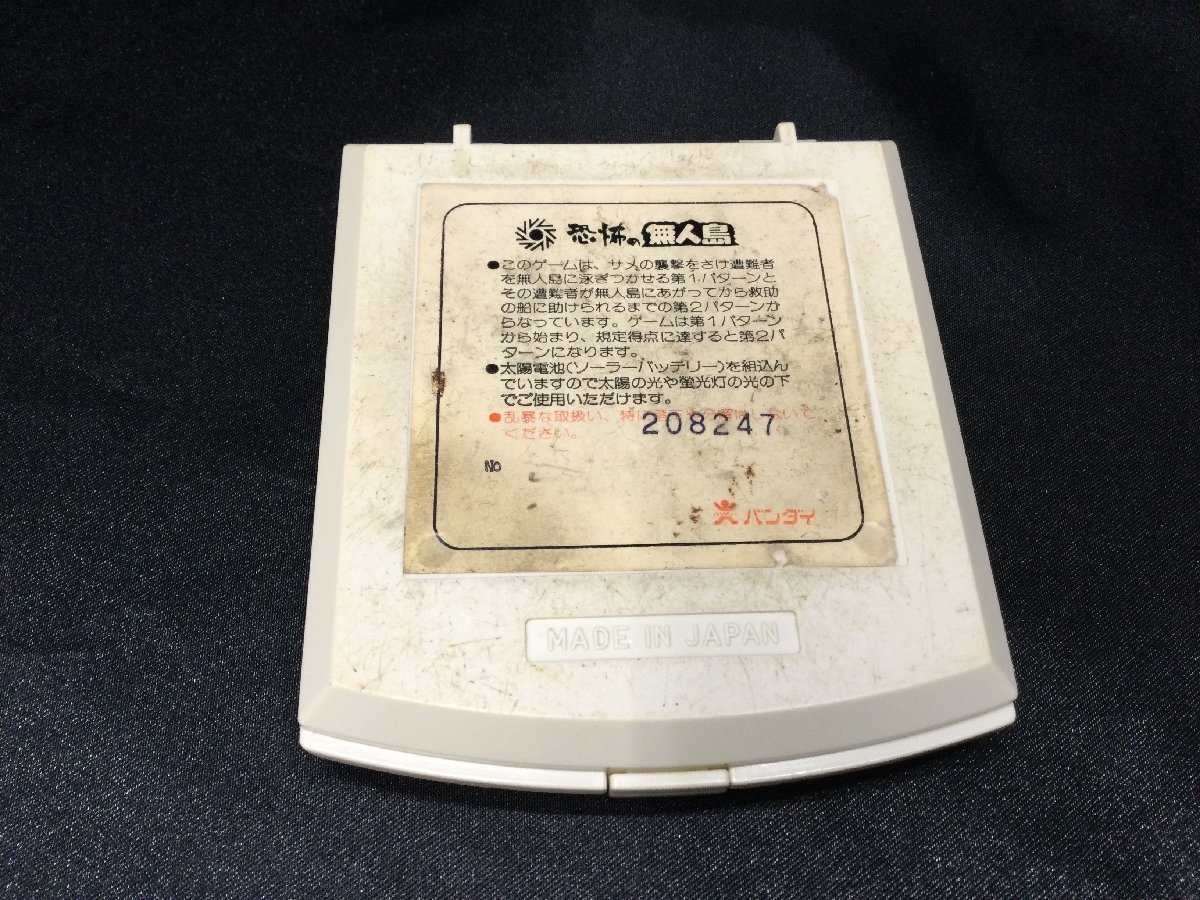 恐怖の無人島
●このゲームは、サメの襲撃をさけ遭難者
を無人島に泳ぎつかせる第1パターンと
その遭難者が無人島にあがってから救助
の船に助けられるまでの第2パターンか
らなっています。ゲームは第1パターン
から始まり、規定得点に達すると第2パ
ターンになります。
●太陽電池(ソーラーバッテリー)を組込ん
でいますので太陽の光や螢光灯の光の下
でご使用いただけます。
●乱暴な取扱い、特に
ください。
208247
No
バンダイ
MADE IN JAPAN